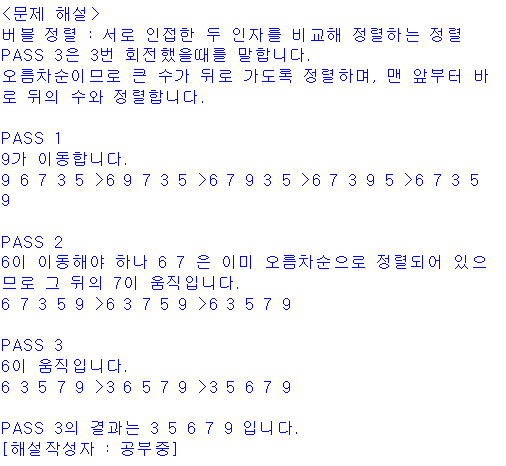 <문제 해설>
버블 정렬 : 서로 인접한 두 인자를 비교해 정렬하는 정렬
PASS 3은 3번 회전했을때를 말합니다.
오름차순이므로 큰 수가 뒤로 가도록 정렬하며, 맨 앞부터 바
로 뒤의 수와 정렬합니다.
PASS 1
9가 이동합니다.
9 6 7 3 5 >6 9 7 3 5 >6 7 9 3 5 >6 7 3 9 5 >6 7 3 5
9
PASS 2
6이 이동해야 하나 6 7 은 이미 오름차순으로 정렬되어 있으
므로 그 뒤의 7이 움직입니다.
6 7 3 5 9 >6 3 7 5 9 >6 3 5 7 9
PASS 3
6이 움직입니다.
6 3 5 7 9 >3 6 5 7 9 >3 5 6 7 9
PASS 3의 결과는 3 5 6 7 9 입니다.
[해설작성자 : 공부중]